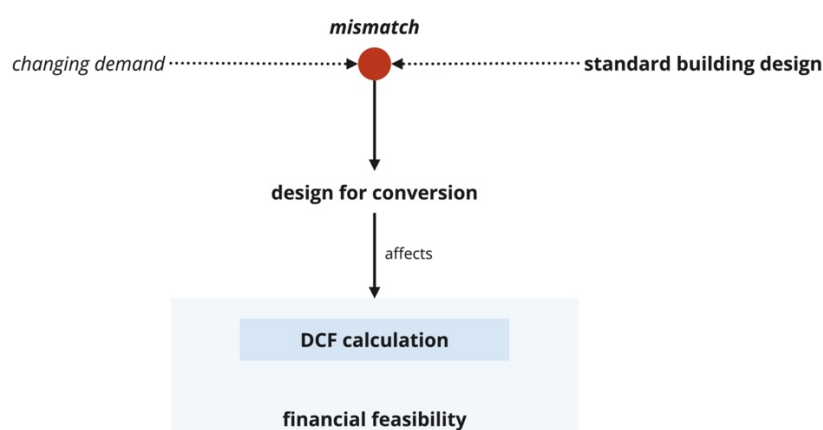 mismatch
changing demand
standard building design
design for conversion
affects
DCF calculation
financial feasibility